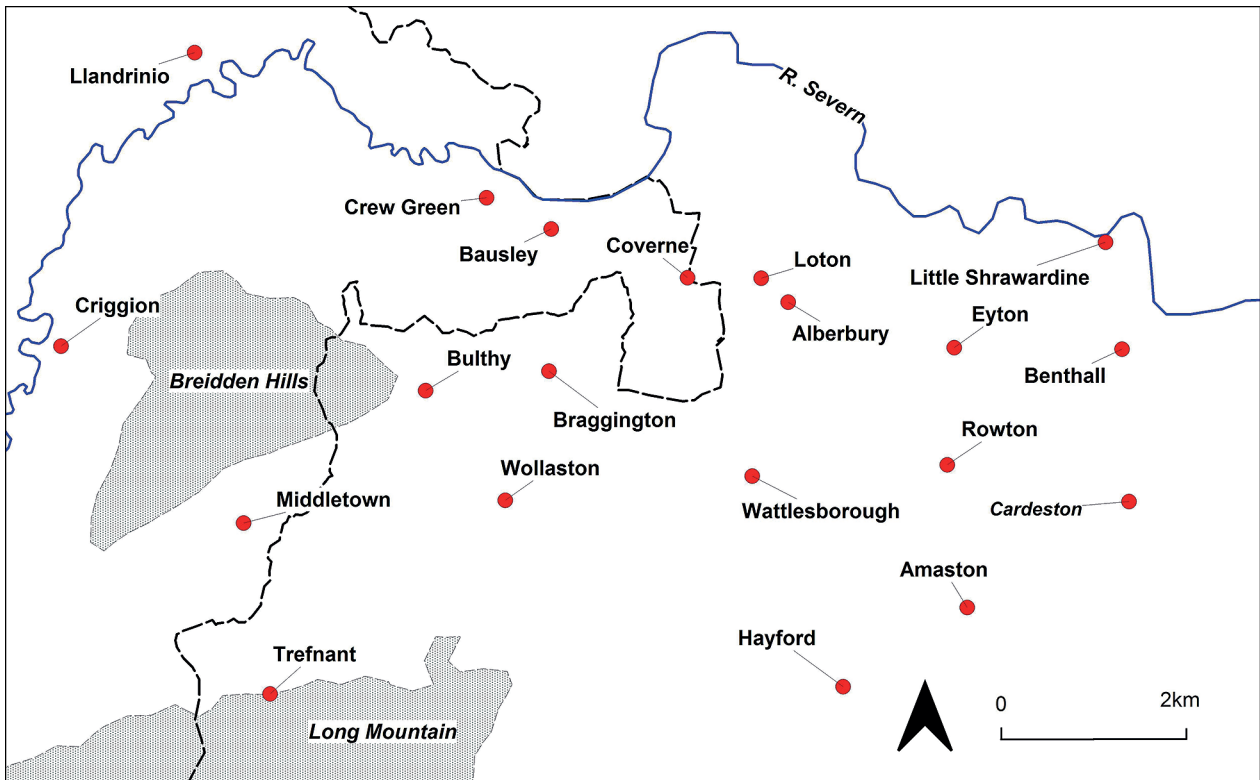 Llandrinio
R. Severn
Crew Green
Bausley
Coverne
Loton
Little Shrawardine
Criggion
Alberbury
Eyton
Bulthy
Benthall
Breidden Hills
Braggington
Rowton
Wollaston
Middletown
Wattlesborough
Cardeston
Amaston
Hayford
Trefnant
0 2km
Long Mountain